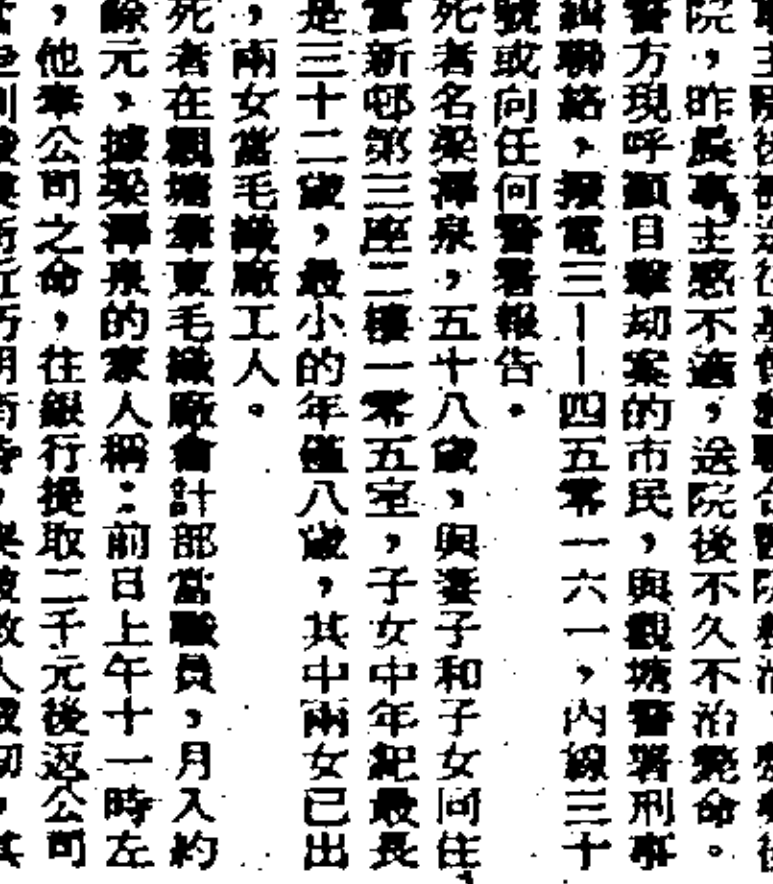 院，昨晨事主感不適，送院後不久不治斃命。
警方現呼籲目擊刧案的市民，與觀塘警署刑事
糾聯絡，撥電三──四五零一六一，內線三十
號或向任何警署報告。
死者名梁澤泉，五十八歲，與妻子和子女同住
富新邨第三座二樓一零五室，子女中年紀最長
是三十二歲，最小的年僅八歲，其中兩女已出
，兩女當毛織廠工人。
死者在觀塘羣東毛織廠會計部當職員，月入約
餘元，據梁澤泉的家人稱：前日上午十一時左
，他奉公司之命，往銀行提取二千元後返公司